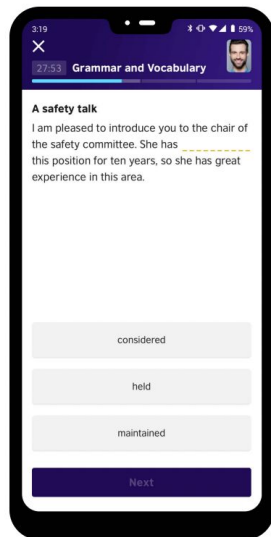 3:19 59%
27:53 Grammar and Vocabulary
A safety talk
I am pleased to introduce you to the chair of
the safety committee. She has
this position for ten years, so she has great
experience in this area.
considered
held
maintained
Next